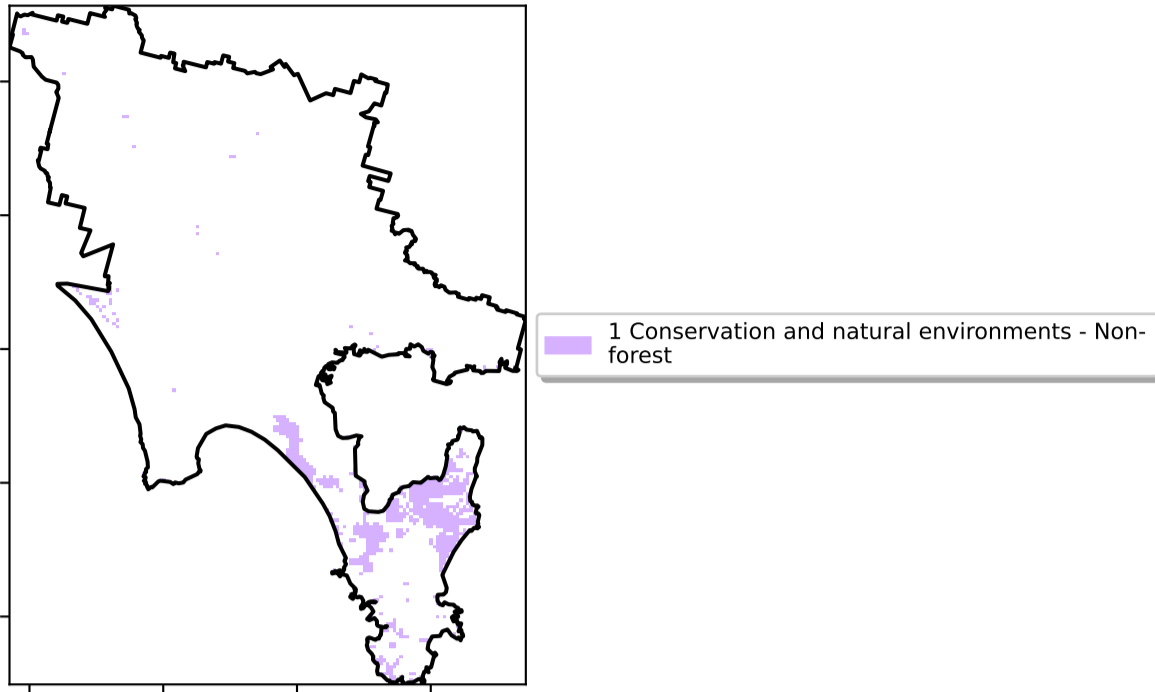 1 Conservation and natural environments - Non-
forest